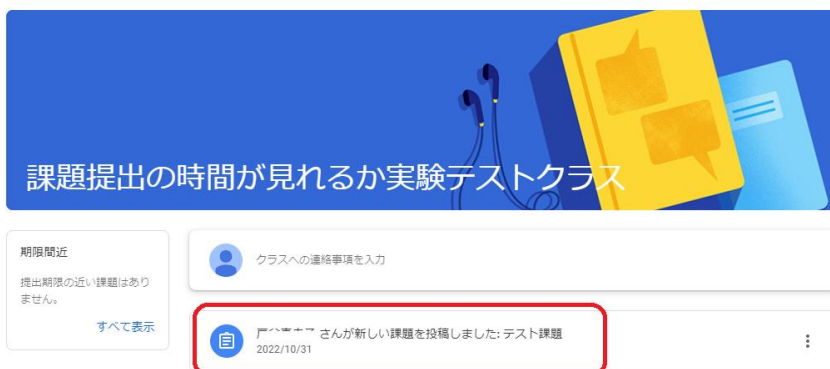 課題提出の時間が見れるか実験テストクラス
期限間近
提出期限の近い課題はあり
ません。
すべて表示
クラスへの連絡事項を入力
さんが新しい課題を投稿しました: テスト課題
2022/10/31